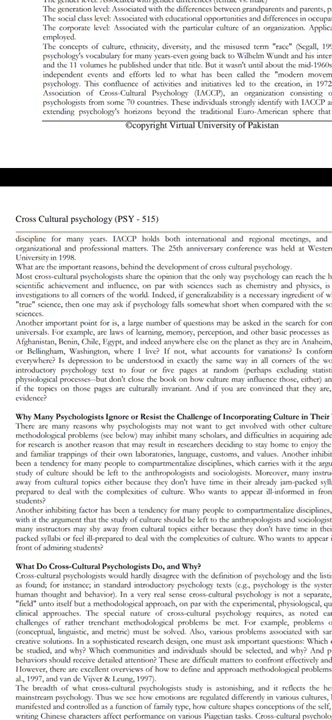 The gender level: Associated with gender differences (female vs. male)
The generation level: Associated with the differences between grandparents and parents, p
The social class level: Associated with educational opportunities and differences in occupa
The corporate level: Associated with the particular culture of an organization. Applica
employed.
The concepts of culture, ethnicity, diversity, and the misused term "race" (Segall, 199
psychology's vocabulary for many years-even going back to Wilhelm Wundt and his inter
and the 11 volumes he published under that title. But it wasn't until about the mid-1960s
independent events and efforts led to what has been called the "modern movem
psychology. This confluence of activities and initiatives led to the creation, in 1972
Association of Cross-Cultural Psychology (IACCP), an organization consisting o
psychologists from some 70 countries. These individuals strongly identify with IACCP a
extending psychology's horizons beyond the traditional Euro-American sphere that
©copyright Virtual University of Pakistan
Cross Cultural psychology (PSY - 515)
discipline for many years. IACCP holds both international and regional meetings, and
organizational and professional matters. The 25th anniversary conference was held at Wester
University in 1998.
What are the important reasons, behind the development of cross cultural psychology.
Most cross-cultural psychologists share the opinion that the only way psychology can reach the h
scientific achievement and influence, on par with sciences such as chemistry and physics, is
investigations to all corners of the world. Indeed, if generalizability is a necessary ingredient of w
"true" science, then one may ask if psychology falls somewhat short when compared with the so
sciences.
Another important point for is, a large number of questions may be asked in the search for con
universals. For example, are laws of learning, memory, perception, and other basic processes as
Afghanistan, Benin, Chile, Egypt, and indeed anywhere else on the planet as they are in Anaheim,
or Bellingham, Washington, where I live? If not, what accounts for variations? Is conform
everywhere? Is depression to be understood in exactly the same way in all corners of the wo
introductory psychology text to four or five pages at random (perhaps excluding statisti
physiological processes--but don't close the book on how culture may influence those, either) an
if the topics on those pages are culturally invariant. And if you are convinced that they are,
evidence?
Why Many Psychologists Ignore or Resist the Challenge of Incorporating Culture in Their
There are many reasons why psychologists may not want to get involved with other culture
methodological problems (see below) may inhibit many scholars, and difficulties in acquiring ade
for research is another reason that may result in researchers deciding to stay home to enjoy the
and familiar trappings of their own laboratories, language, customs, and values. Another inhibit
been a tendency for many people to compartmentalize disciplines, which carries with it the argu
study of culture should be left to the anthropologists and sociologists. Moreover, many instruc
away from cultural topics either because they don't have time in their already jam-packed sylla
prepared to deal with the complexities of culture. Who wants to appear ill-informed in fron
students?
Another inhibiting factor has been a tendency for many people to compartmentalize disciplines,
with it the argument that the study of culture should be left to the anthropologists and sociologist
many instructors may shy away from cultural topics either because they don't have time in thei
packed syllabi or feel ill-prepared to deal with the complexities of culture. Who wants to appear i
front of admiring students?
What Do Cross-Cultural Psychologists Do, and Why?
Cross-cultural psychologists would hardly disagree with the definition of psychology and the listi
as found; for instance; in standard introductory psychology texts (e.g., psychology is the system
human thought and behavior). In a very real sense cross-cultural psychology is not a separate,
"field" unto itself but a methodological approach, on par with the experimental, physiological, qu
clinical approaches. The special nature of cross-cultural psychology requires, as noted ear
challenges of rather trenchant methodological problems be met. For example, problems o
(conceptual, linguistic, and metric) must be solved. Also, various problems associated with sar
creative solutions. In a sophisticated research design, one must ask important questions: Which c
be studied, and why? Which communities and individuals should be selected, and why? And p
behaviors should receive detailed attention? These are difficult matters to confront effectively and
However, there are excellent overviews of how to define and approach methodological problems
al., 1997, and van de Vijver & Leung, 1997).
The breadth of what cross-cultural psychologists study is astonishing, and it reflects the he
mainstream psychology. Thus we see how emotions are regulated differently in various cultures, l
manifested and controlled as a function of family type, how culture shapes conceptions of the self,
writing Chinese characters affect performance on various Piagetian tasks. Cross-cultural psycho